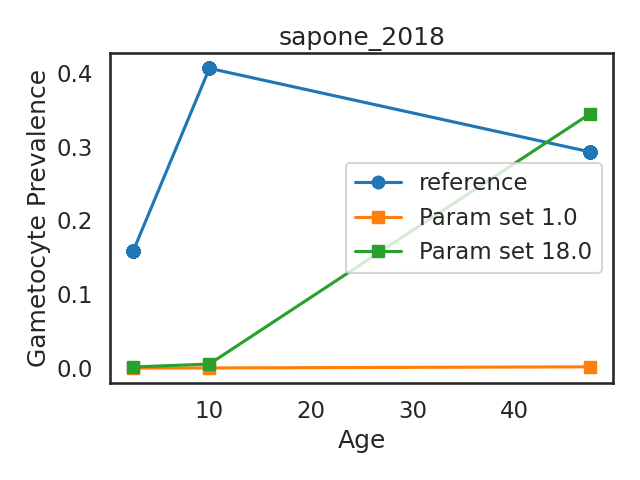 sapone_2018
Gametocyte Prevalence
0.4
0.3
0.2
0.1
0.0
reference
Param set 1.0
Param set 18.0
10
20
30
40
Age